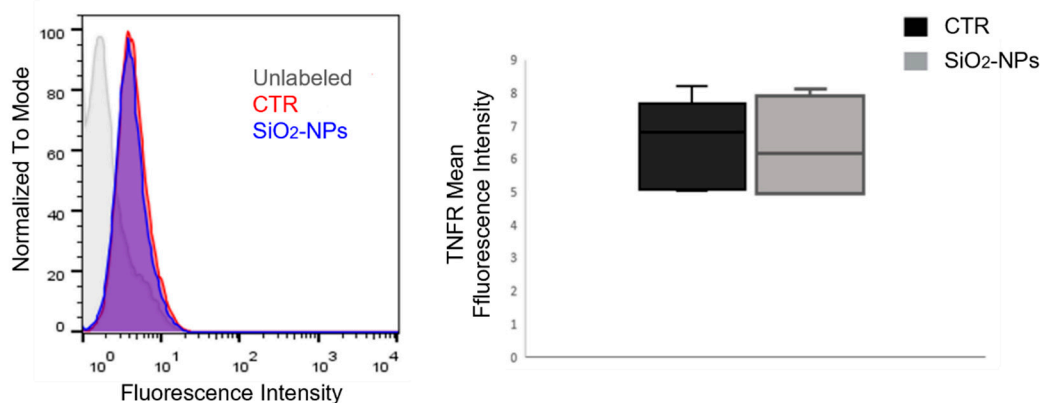 Normalized To Mode
100
80
60
40
20
0
Unlabeled
CTR
SiO2-NPs
10^0
10^1
10^2
10^3
10^4
Fluorescence Intensity
CTR
SiO2-NPs
TNFR Mean
Ffluorescence Intensity
9
8
7
6
5
4
3
2
1
0